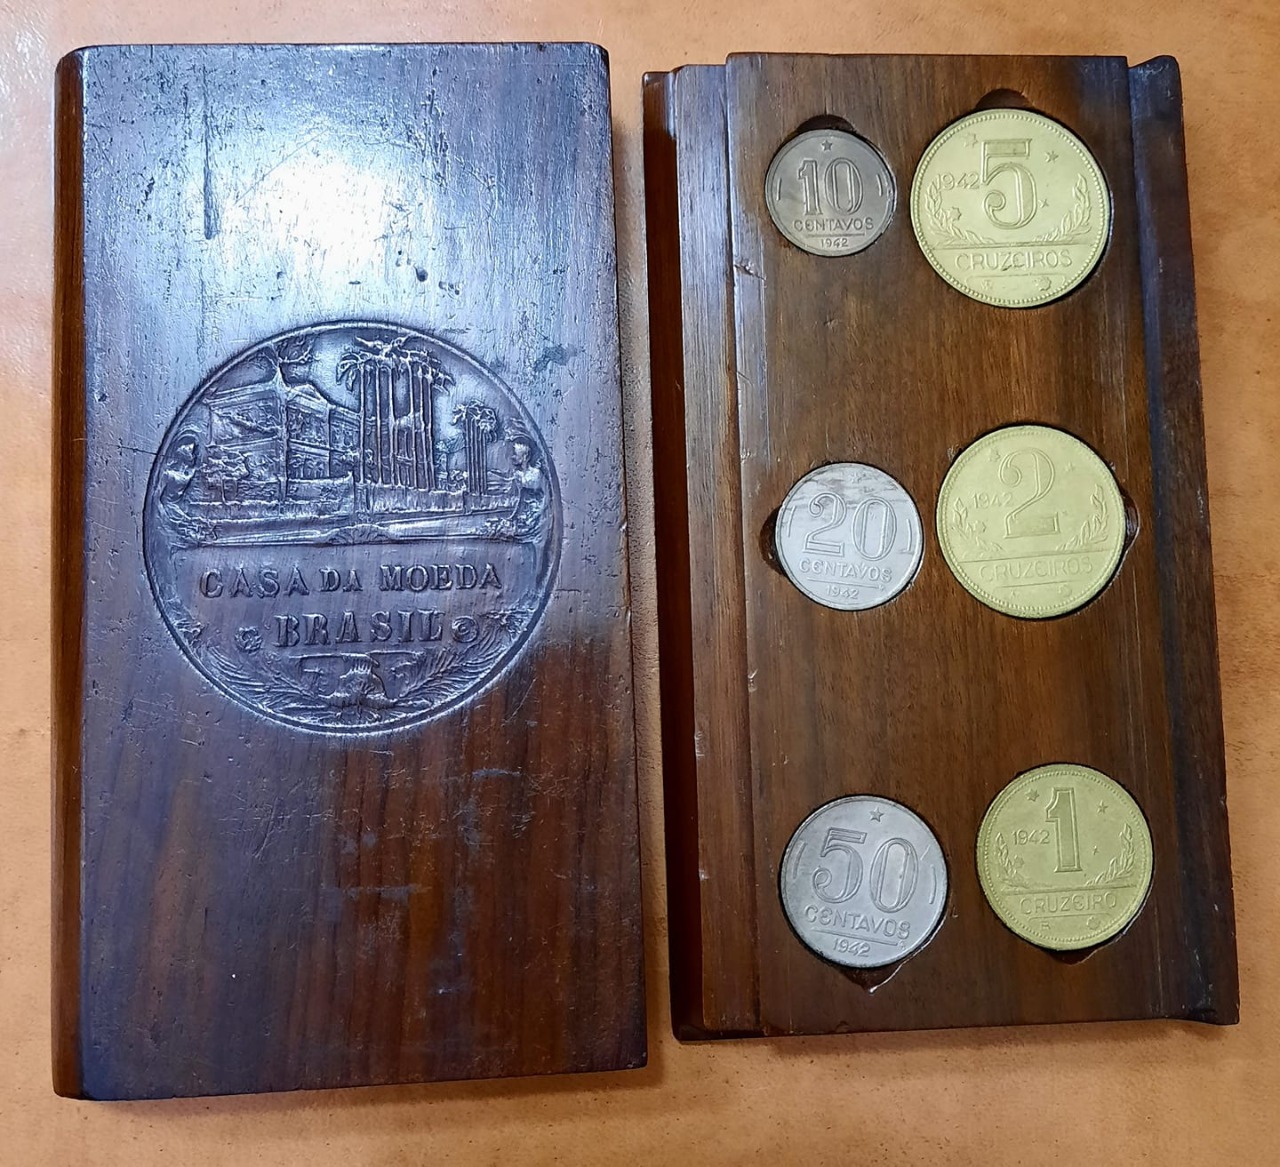 CASA DA MOEDA
BRASIL
10
CENTAVOS
1942
1942 5
CRUZEIROS
20
CENTAVOS
1942
1942 2
CRUZEIROS
50
CENTAVOS
1942
1942 1
CRUZEIRO